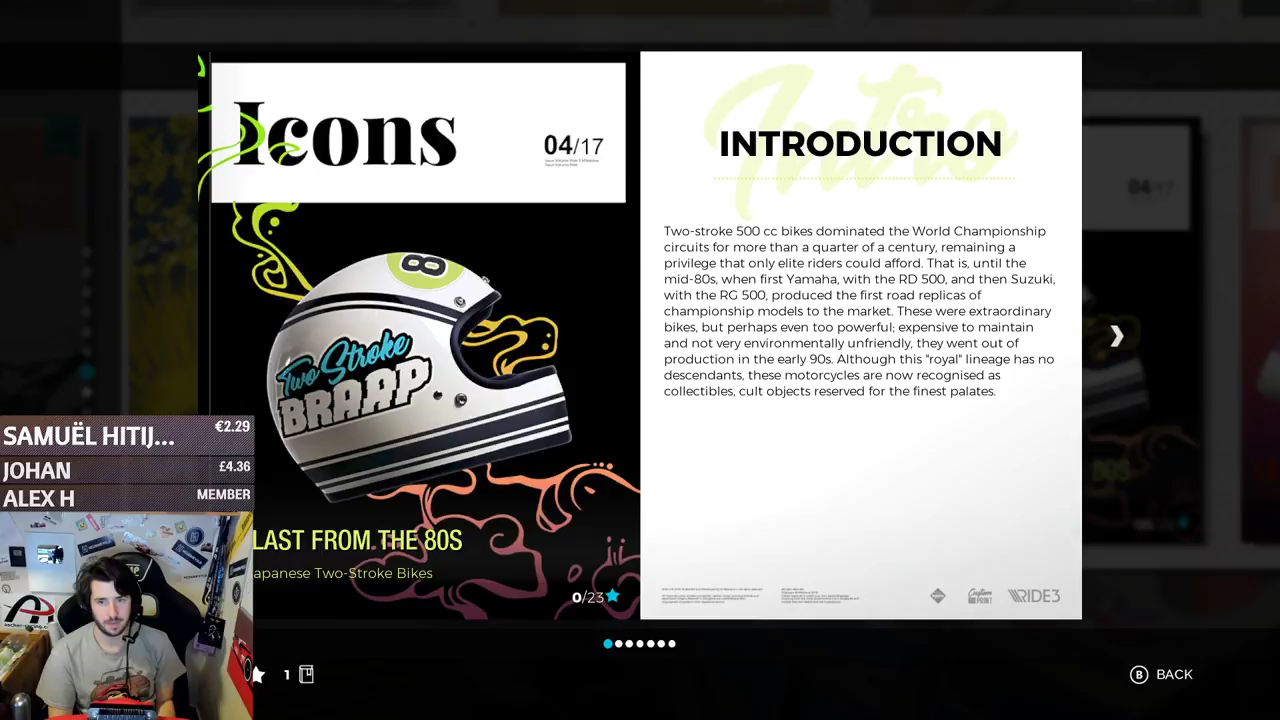 Icons
04/17
8
Two Stroke
BRAAP
LAST FROM THE 80S
apanese Two-Stroke Bikes
0/23
Intro
INTRODUCTION
Two-stroke 500 cc bikes dominated the World Championship
circuits for more than a quarter of a century, remaining a
privilege that only elite riders could afford. That is, until the
mid-80s, when first Yamaha, with the RD 500, and then Suzuki,
with the RG 500, produced the first road replicas of
championship models to the market. These were extraordinary
bikes, but perhaps even too powerful; expensive to maintain
and not very environmentally unfriendly, they went out of
production in the early 90s. Although this "royal" lineage has no
descendants, these motorcycles are now recognised as
collectibles, cult objects reserved for the finest palates.
Custom
PRINT
RIDE3
SAMUËL HITIJ... €2.29
JOHAN £4.36
ALEX H MEMBER
1
B BACK